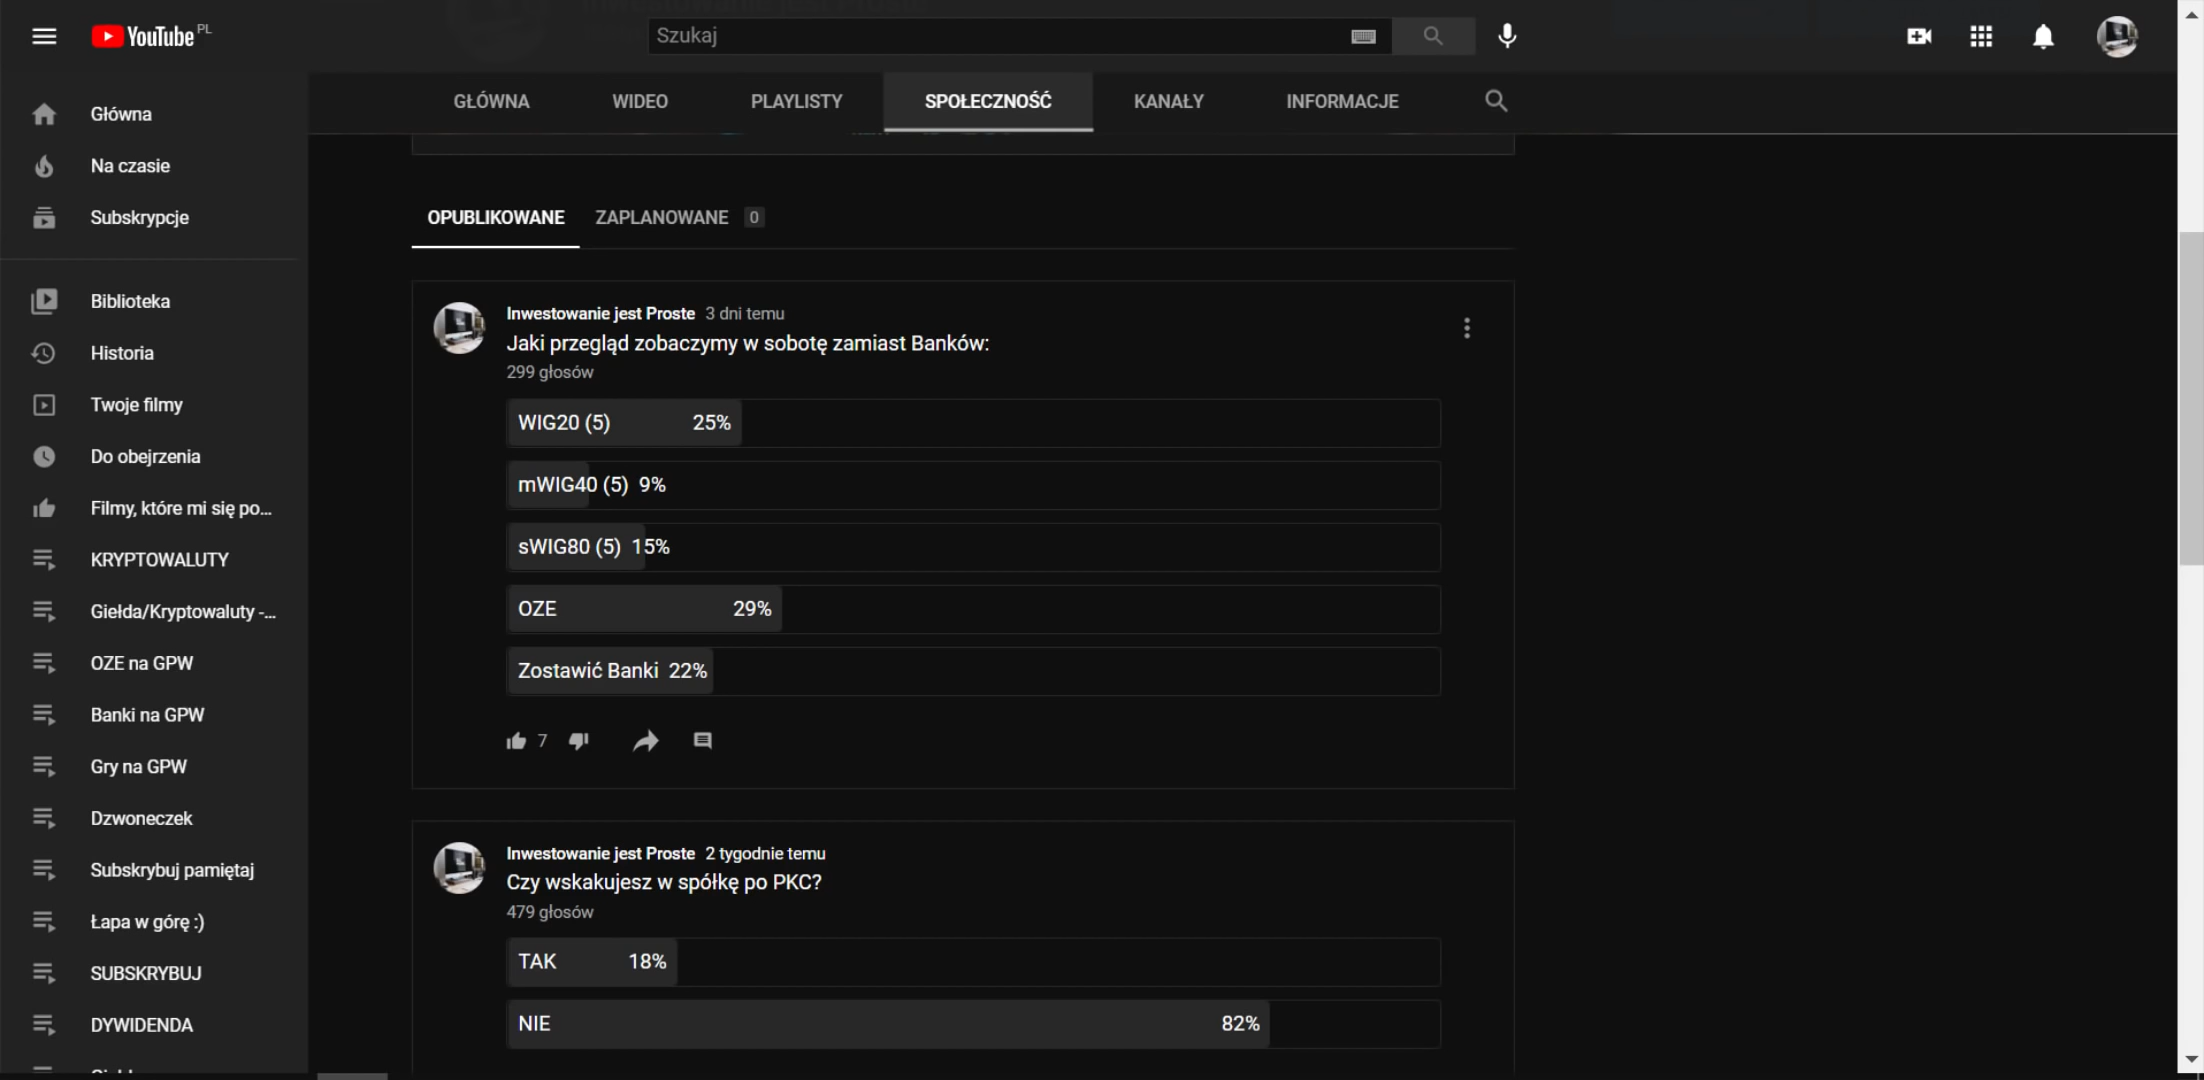 YouTube PL
Szukaj
GŁÓWNA WIDEO PLAYLISTY SPOŁECZNOŚĆ KANAŁY INFORMACJE
Główna
Na czasie
Subskrypcje
Biblioteka
Historia
Twoje filmy
Do obejrzenia
Filmy, które mi się po...
KRYPTOWALUTY
Giełda/Kryptowaluty -...
OZE na GPW
Banki na GPW
Gry na GPW
Dzwoneczek
Subskrybuj pamiętaj
Łapa w górę :)
SUBSKRYBUJ
DYWIDENDA
OPUBLIKOWANE ZAPLANOWANE 0
Inwestowanie jest Proste 3 dni temu
Jaki przegląd zobaczymy w sobotę zamiast Banków:
299 głosów
WIG20 (5) 25%
mWIG40 (5) 9%
sWIG80 (5) 15%
OZE 29%
Zostawić Banki 22%
7
Inwestowanie jest Proste 2 tygodnie temu
Czy wskakujesz w spółkę po PKC?
479 głosów
TAK 18%
NIE 82%